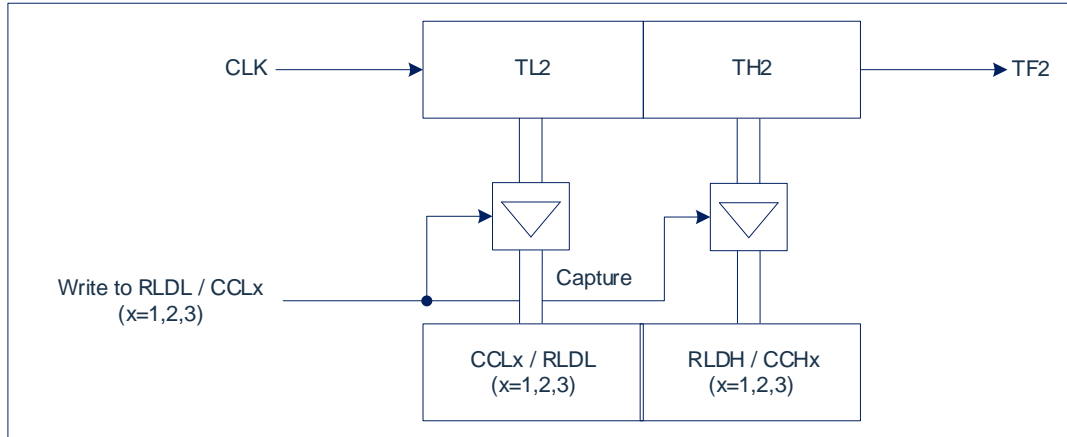 CLK
TL2
TH2
TF2
Capture
Write to RLDL / CCLx
(x=1,2,3)
CCLx / RLDL
(x=1,2,3)
RLDH / CCHx
(x=1,2,3)